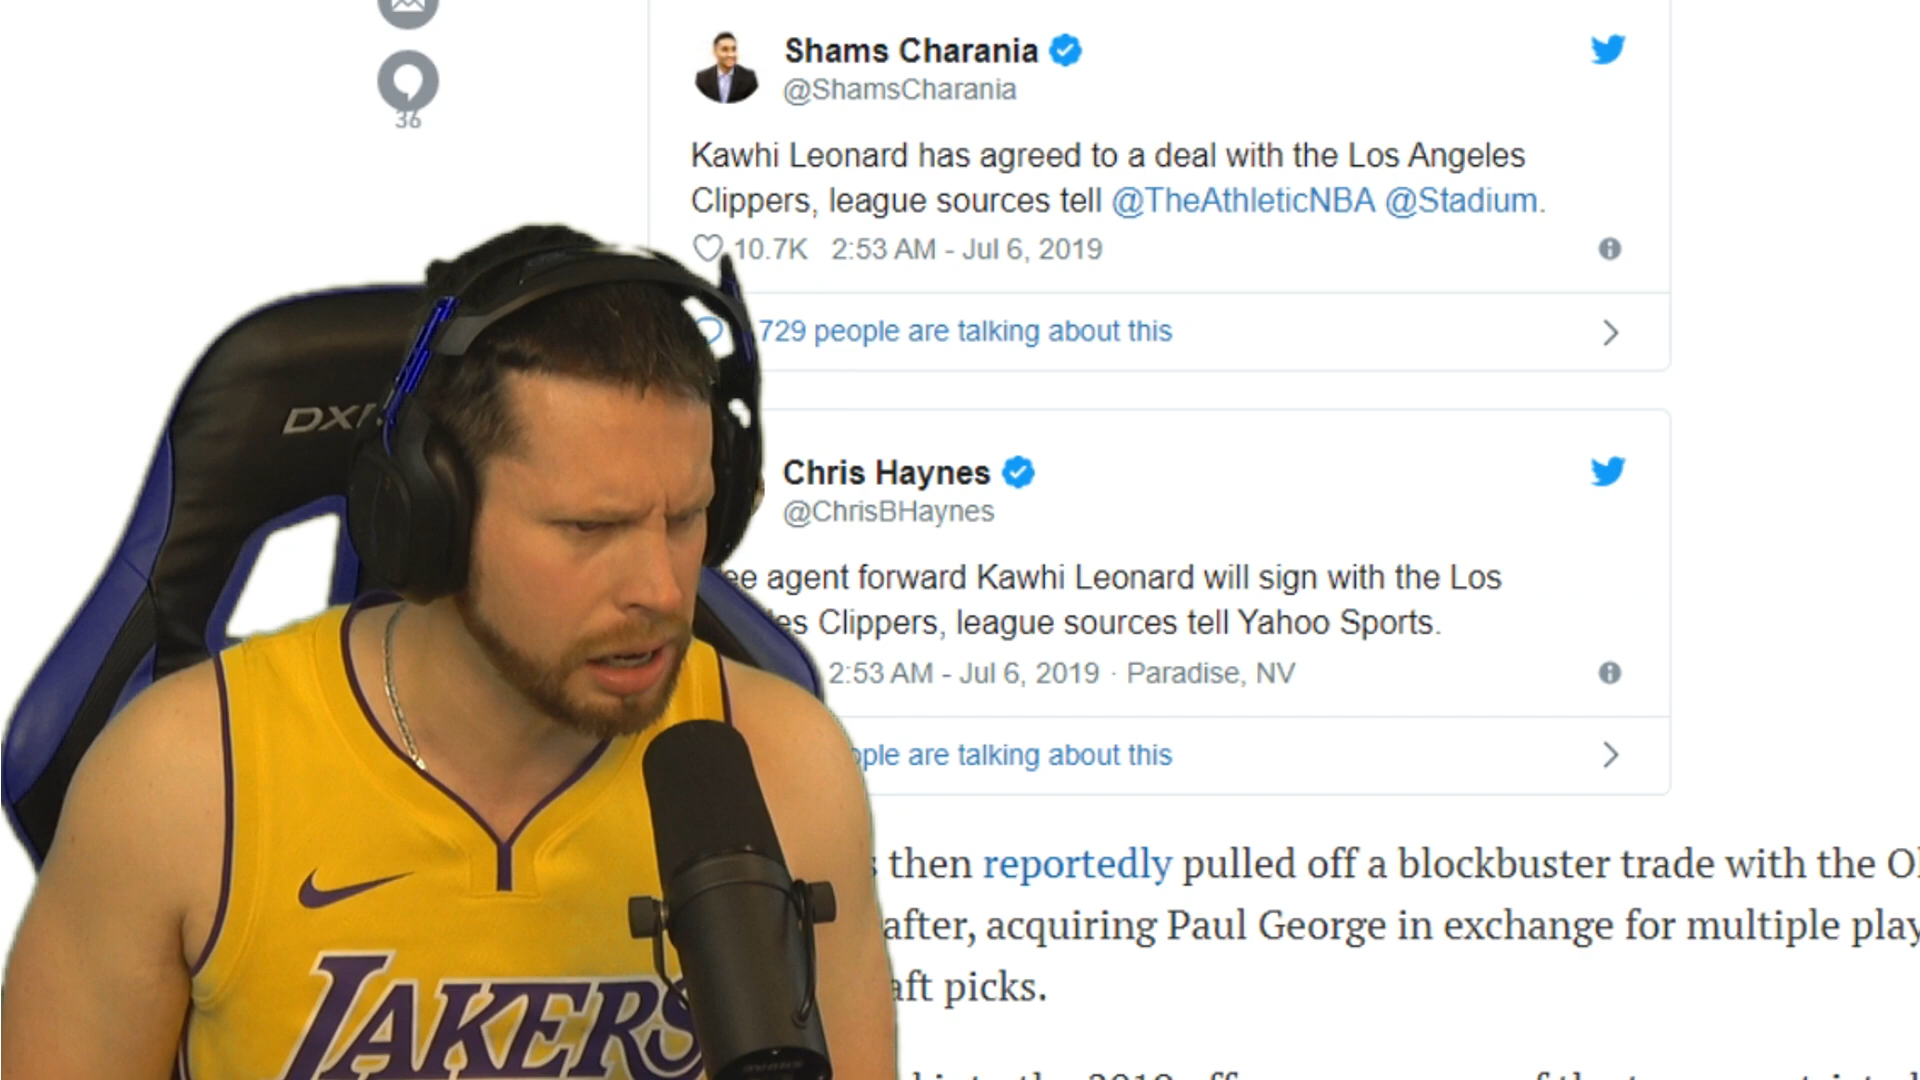 Shams Charania
@ShamsCharania
36
Kawhi Leonard has agreed to a deal with the Los Angeles
Clippers, league sources tell @TheAthleticNBA @Stadium.
10.7K 2:53 AM - Jul 6, 2019
729 people are talking about this
Chris Haynes
@ChrisBHaynes
agent forward Kawhi Leonard will sign with the Los
Clippers, league sources tell Yahoo Sports.
2:53 AM - Jul 6, 2019 · Paradise, NV
are talking about this
then reportedly pulled off a blockbuster trade with the
after, acquiring Paul George in exchange for multiple
picks.
LAKERS